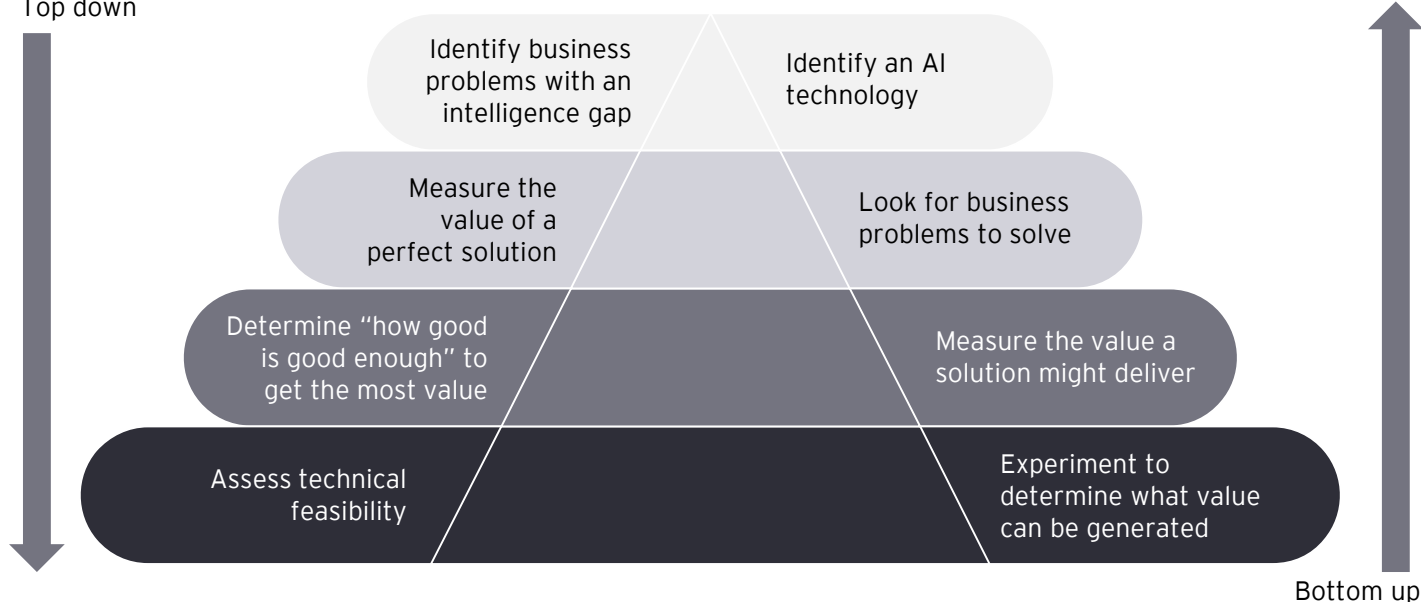 Top down
Identify business
problems with an
intelligence gap
Identify an AI
technology
Measure the
value of a
perfect solution
Look for business
problems to solve
Determine “how good
is good enough” to
get the most value
Measure the value a
solution might deliver
Assess technical
feasibility
Experiment to
determine what value
can be generated
Bottom up